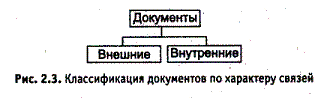 Документы
Внешние Внутренние
Рис. 2.3. Классификация документов по характеру связей